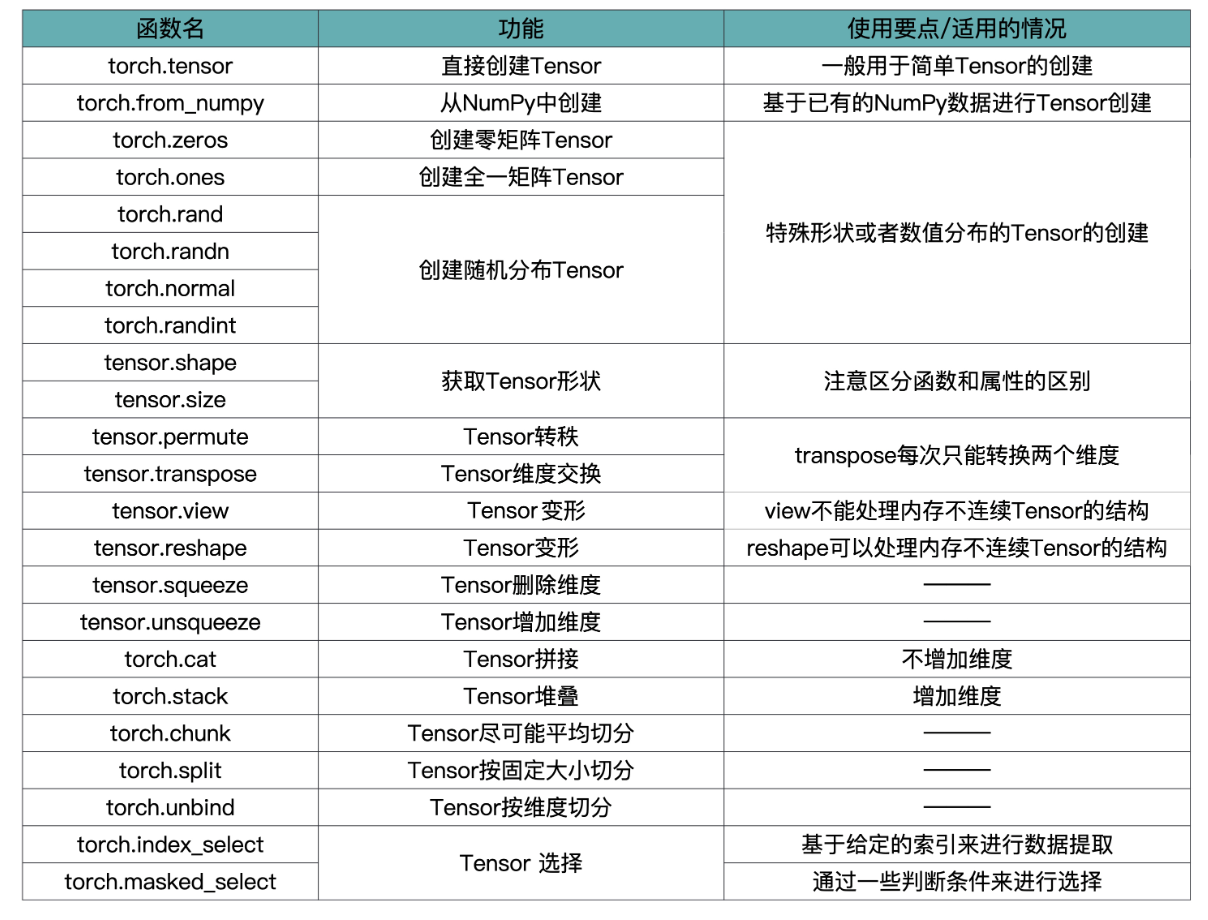 函数名 功能 使用要点/适用的情况
torch.tensor 直接创建Tensor 一般用于简单Tensor的创建
torch.from_numpy 从NumPy中创建 基于已有的NumPy数据进行Tensor创建
torch.zeros 创建零矩阵Tensor
torch.ones 创建全一矩阵Tensor
torch.rand
特殊形状或者数值分布的Tensor的创建
torch.randn
创建随机分布Tensor
torch.normal
torch.randint
tensor.shape
获取Tensor形状 注意区分函数和属性的区别
tensor.size
tensor.permute Tensor转秩
transpose每次只能转换两个维度
tensor.transpose Tensor维度交换
tensor.view Tensor 变形 view不能处理内存不连续Tensor的结构
tensor.reshape Tensor变形 reshape可以处理内存不连续Tensor的结构
tensor.squeeze Tensor删除维度 ———
tensor.unsqueeze Tensor增加维度 ———
torch.cat Tensor拼接 不增加维度
torch.stack Tensor堆叠 增加维度
torch.chunk Tensor尽可能平均切分 ———
torch.split Tensor按固定大小切分 ———
torch.unbind Tensor按维度切分 ———
torch.index_select 基于给定的索引来进行数据提取
Tensor 选择
torch.masked_select 通过一些判断条件来进行选择